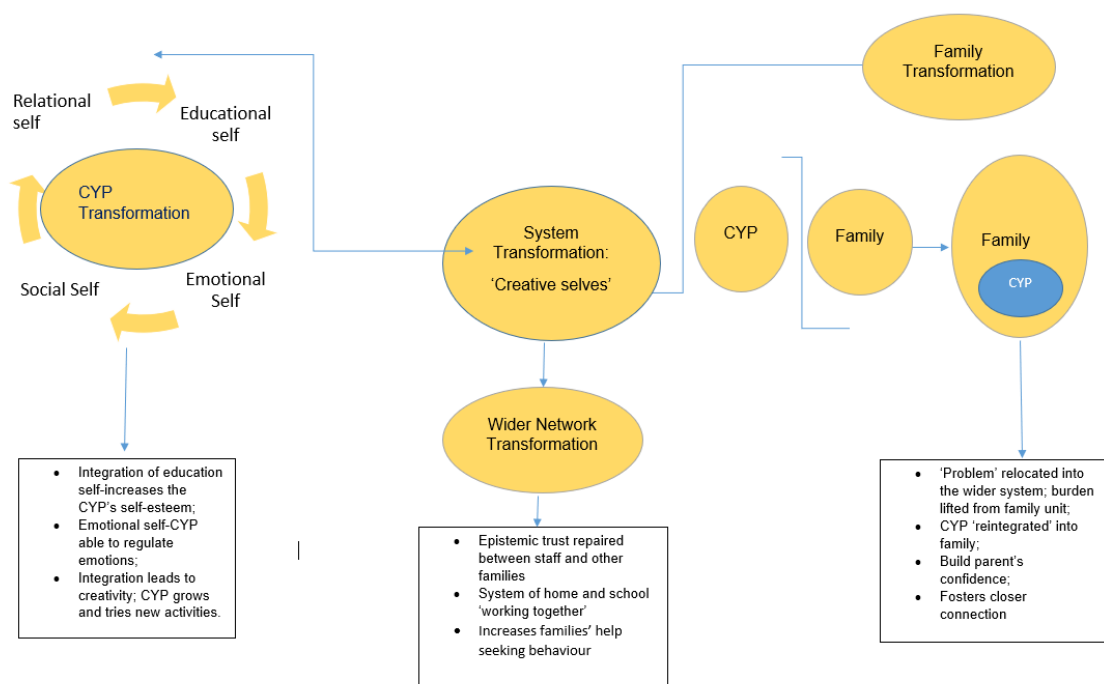 Family
Transformation
Relational
self
Educational
self
CYP
Transformation
Social Self
Emotional
Self
System
Transformation:
‘Creative selves’
CYP
Family
Family
CYP
Wider Network
Transformation
• Integration of education
self-increases the
CYP’s self-esteem;
• Emotional self-CYP
able to regulate
emotions;
• Integration leads to
creativity; CYP grows
and tries new activities.
• Epistemic trust repaired
between staff and other
families
• System of home and school
‘working together’
• Increases families’ help
seeking behaviour
• ‘Problem’ relocated into
the wider system; burden
lifted from family unit;
• CYP ‘reintegrated’ into
family;
• Build parent’s
confidence;
• Fosters closer
connection